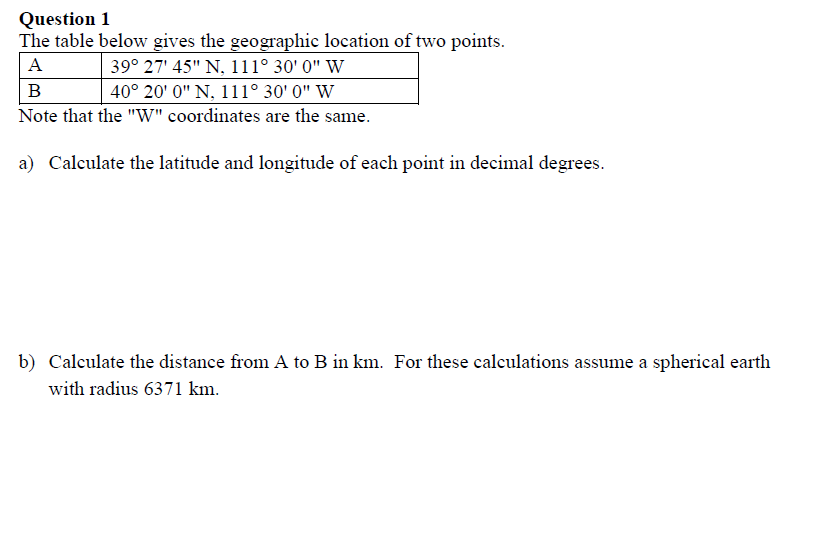 Question 1
The table below gives the geographic location of two points.
A 39° 27' 45" N, 111° 30' 0" W
B 40° 20' 0" N, 111° 30' 0" W
Note that the "W" coordinates are the same.
a) Calculate the latitude and longitude of each point in decimal degrees.
b) Calculate the distance from A to B in km. For these calculations assume a spherical earth
with radius 6371 km.